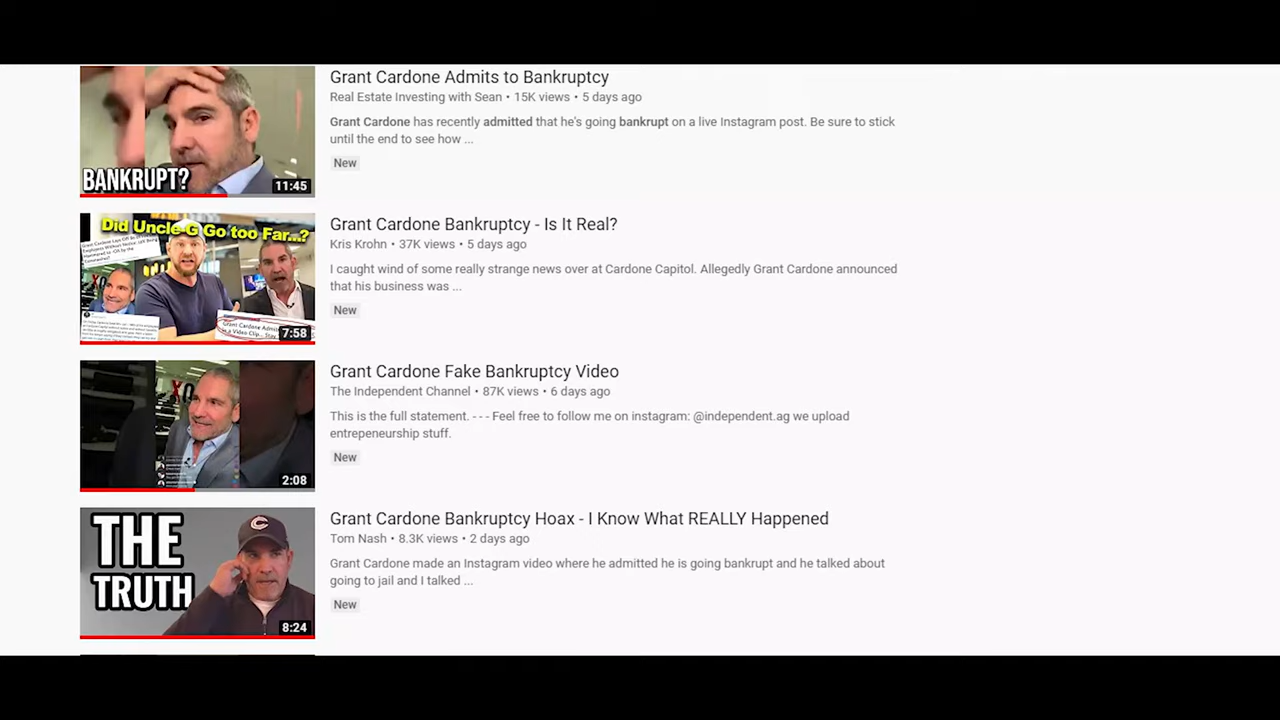 Grant Cardone Admits to Bankruptcy
Real Estate Investing with Sean • 15K views • 5 days ago
Grant Cardone has recently admitted that he's going bankrupt on a live Instagram post. Be sure to stick
until the end to see how ...
New
BANKRUPT?
11:45
Grant Cardone Bankruptcy - Is It Real?
Kris Krohn • 37K views • 5 days ago
I caught wind of some really strange news over at Cardone Capitol. Allegedly Grant Cardone announced
that his business was ...
New
Did Uncle G Go too Far...?
7:58
Grant Cardone Fake Bankruptcy Video
The Independent Channel • 87K views • 6 days ago
This is the full statement. - - - Feel free to follow me on instagram: @independent.ag we upload
entrepeneurship stuff.
New
2:08
Grant Cardone Bankruptcy Hoax - I Know What REALLY Happened
Tom Nash • 8.3K views • 2 days ago
Grant Cardone made an Instagram video where he admitted he is going bankrupt and he talked about
going to jail and I talked ...
New
THE
TRUTH
C
8:24